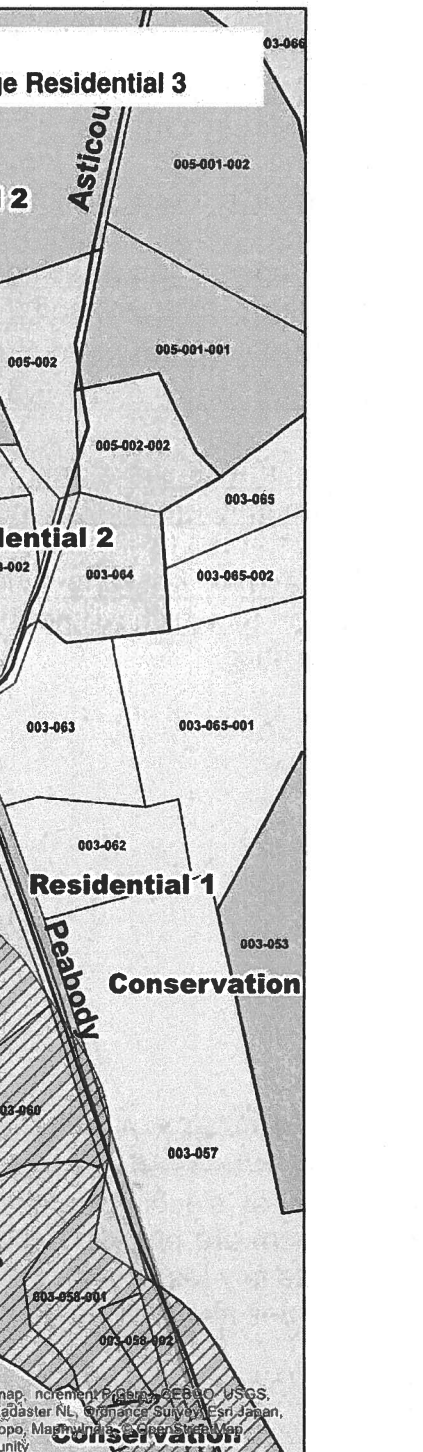 03-066
ge Residential 3
Asticou
005-001-002
2
005-001-001
005-002
005-002-002
003-065
dential 2
-002
003-064
003-065-002
003-063
003-065-001
003-062
Residential 1
003-053
Peabody
Conservation
03-060
003-057
003-058-001
003-058-002
map, ncrement P Corp., GEBCO, USGS,
adaster NL, Ordnance Survey, Esri Japan,
opo, MapmyIndia, © OpenStreetMap
Conservation
unity